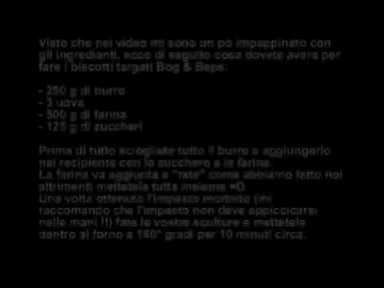 Visto che nel video mi sono un po impappinato con
gli ingredienti, ecco di seguito cosa dovete avere per
fare i biscotti targati Bog & Beps:
- 250 g di burro
- 3 uova
- 500 g di farina
- 125 g di zuccheri
Prima di tutto sciogliete tutto il burro e aggiungerlo
nel recipiente con lo zucchero e la farina.
La farina va aggiunta a "rate" come abbiamo fatto noi
altrimenti mettetela tutta insieme =D
Una volta ottenuto l'impasto morbido (mi
raccomando che l'impasto non deve appiccicarsi
nelle mani !!) fate le vostre sculture e mettetele
dentro al forno a 180° gradi per 10 minuti circa.